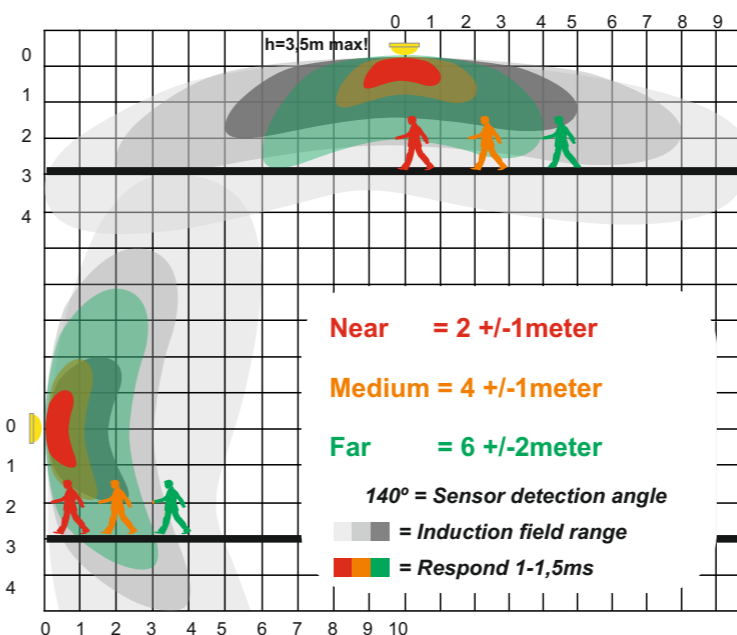 0 1 2 3 4 5 6 7 8 9
h=3,5m max!
0
1
2
3
4
Near = 2 +/-1meter
Medium = 4 +/-1meter
Far = 6 +/-2meter
140º = Sensor detection angle
= Induction field range
= Respond 1-1,5ms
0
1
2
3
4
0 1 2 3 4 5 6 7 8 9 10